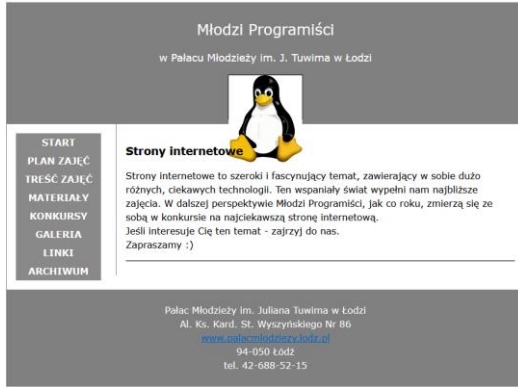 Młodzi Programiści
w Pałacu Młodzieży im. J. Tuwima w Łodzi
START
PLAN ZAJĘĆ
TREŚĆ ZAJĘĆ
MATERIAŁY
KONKURSY
GALERIA
LINKI
ARCHIWUM
Strony internetowe
Strony internetowe to szeroki i fascynujący temat, zawierający w sobie dużo
różnych, ciekawych technologii. Ten wspaniały świat wypełni nam najbliższe
zajęcia. W dalszej perspektywie Młodzi Programiści, jak co roku, zmierzą się ze
sobą w konkursie na najciekawszą stronę internetową.
Jeśli interesuje Cię ten temat - zajrzyj do nas.
Zapraszamy :)
Pałac Młodzieży im. Juliana Tuwima w Łodzi
Al. Ks. Kard. St. Wyszyńskiego Nr 86
www.palacmlodziezy.lodz.pl
94-050 Łódź
tel. 42-688-52-15